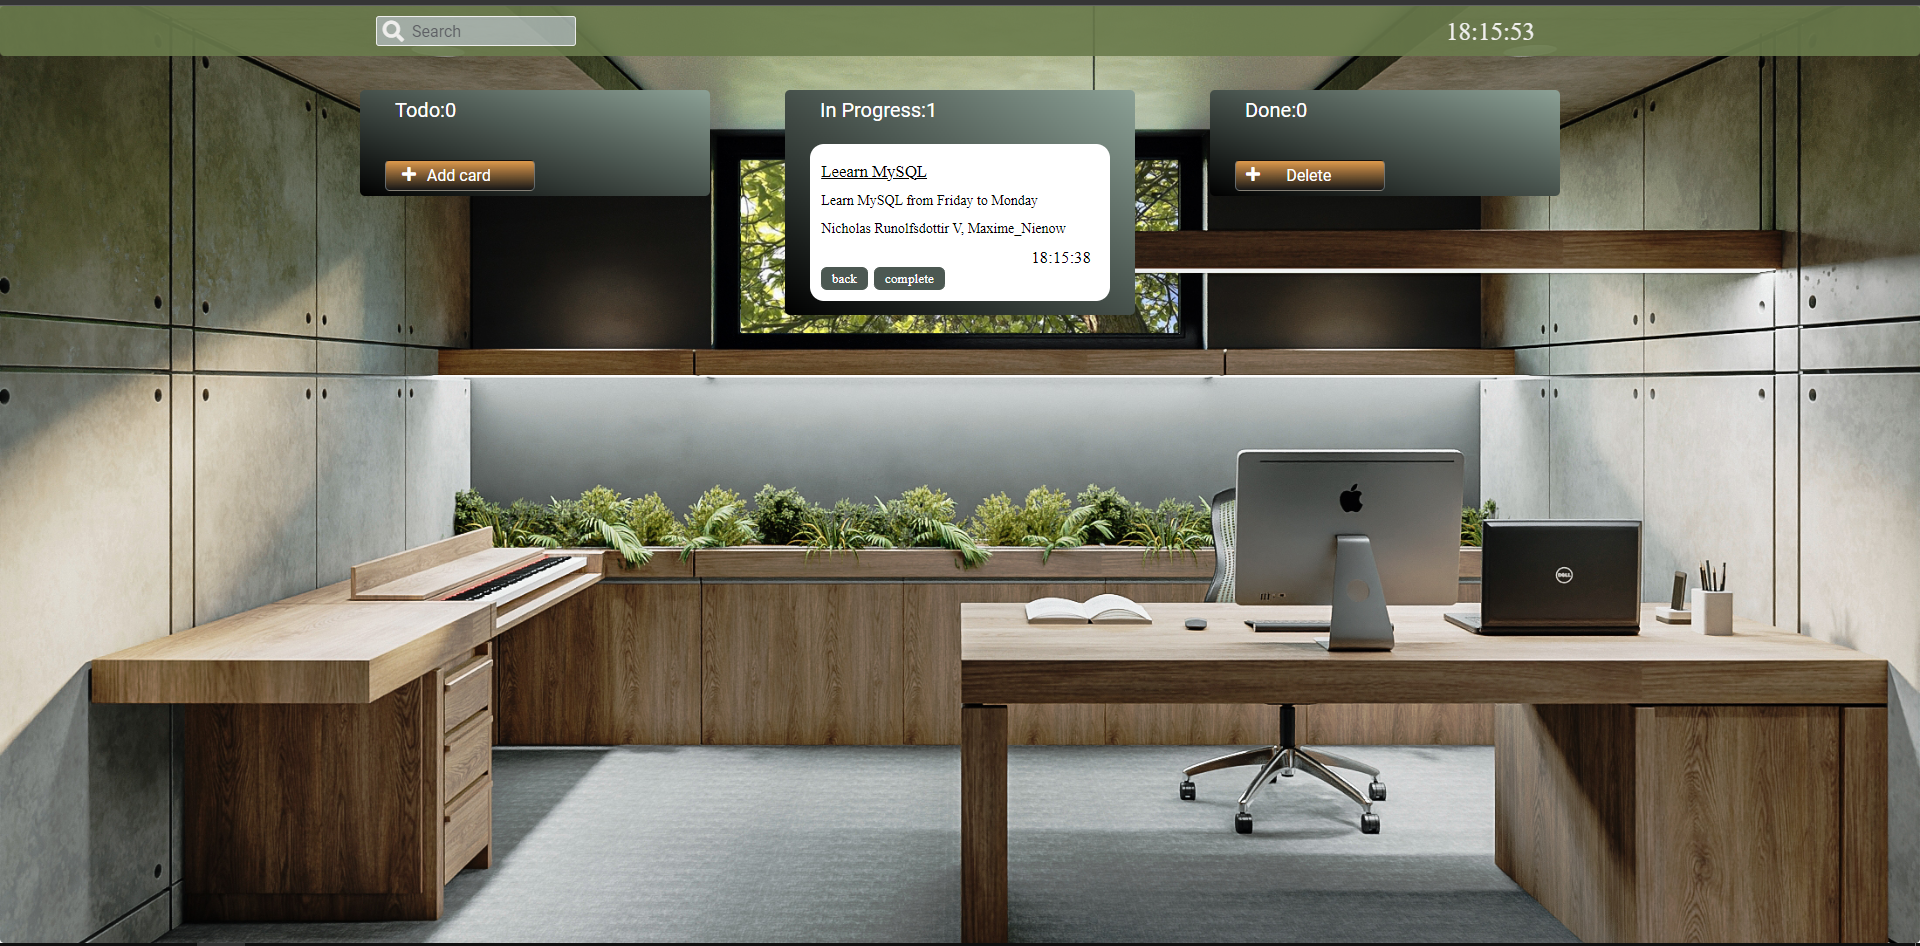 Search
18:15:53
Todo:0
Add card
In Progress:1
Leearn MySQL
Learn MySQL from Friday to Monday
Nicholas Runolfsdottir V, Maxime_Nienow
18:15:38
back
complete
Done:0
Delete
DELL